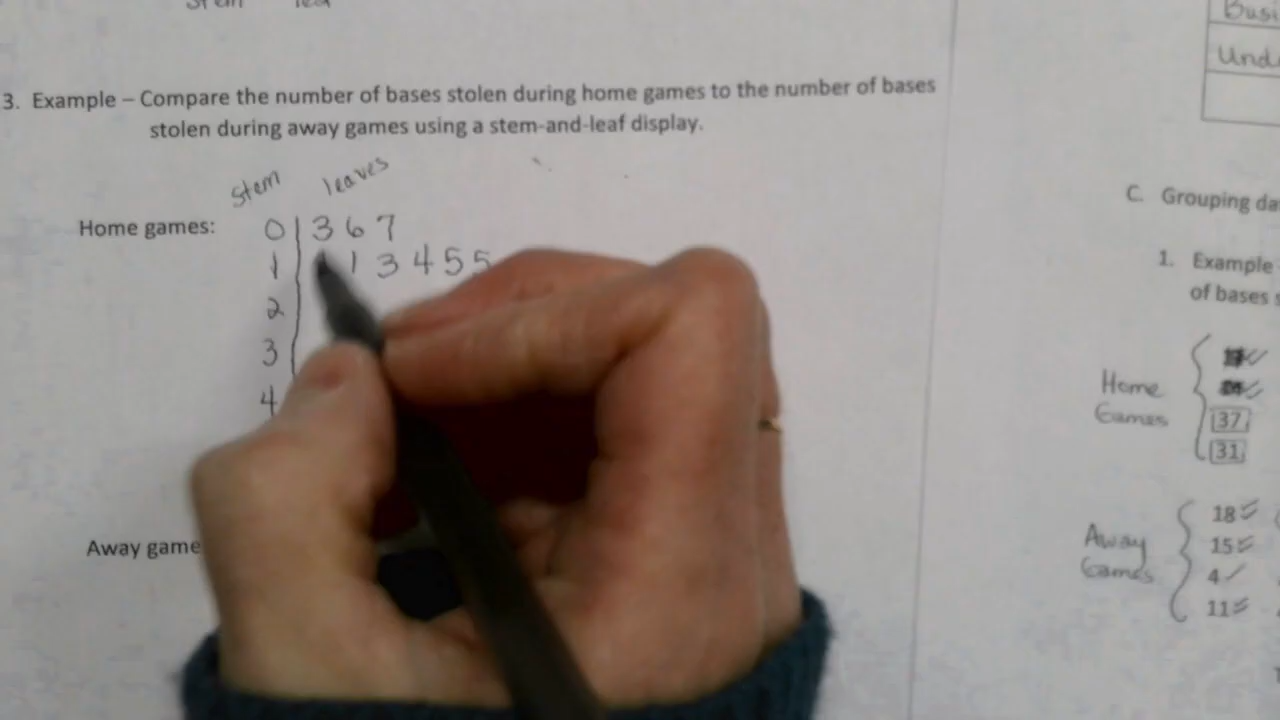 3. Example – Compare the number of bases stolen during home games to the number of bases
stolen during away games using a stem-and-leaf display.
Stem leaves
Home games: 0 | 3 6 7
1 | 1 3 4 5 5
2
3
4
Away game
Busi
Und
C. Grouping da
1. Example
of bases s
Home
Games
37
31
Away
Games
18
15
4
11